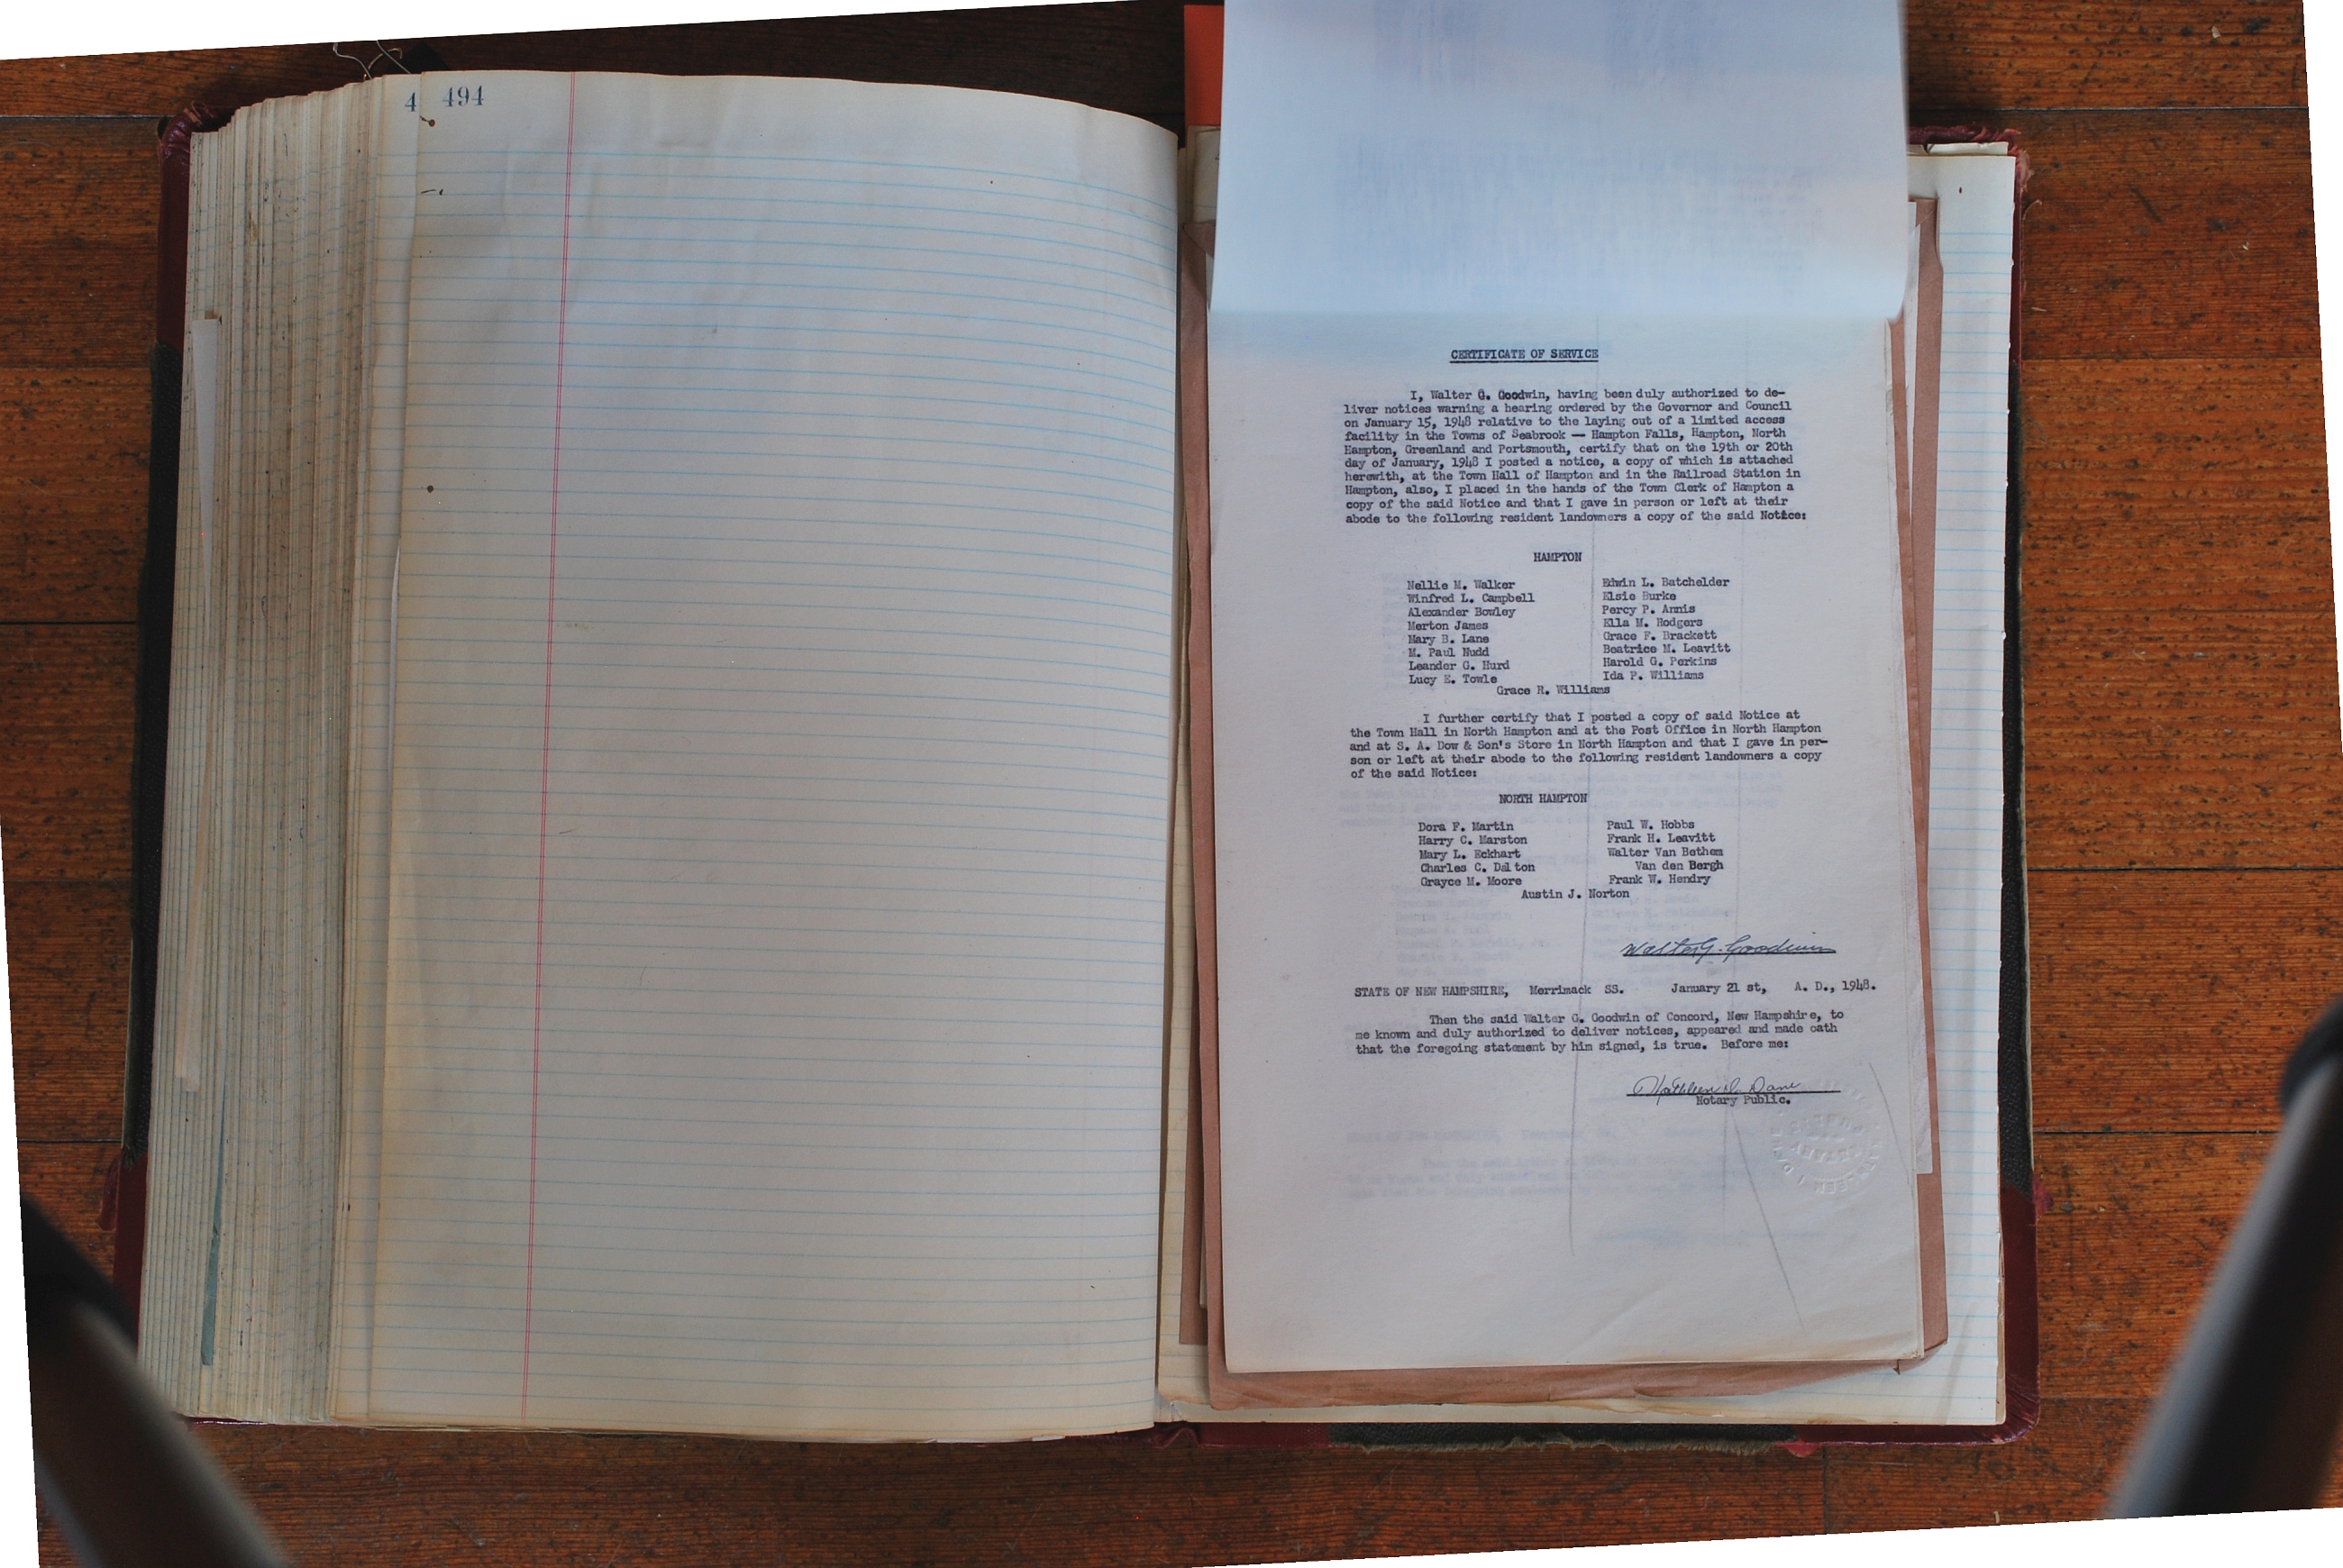 4 494
CERTIFICATE OF SERVICE
I, Walter G. Goodwin, having been duly authorized to de-
liver notices warning a hearing ordered by the Governor and Council
on January 15, 1948 relative to the laying out of a limited access
facility in the Towns of Seabrook — Hampton Falls, Hampton, North
Hampton, Greenland and Portsmouth, certify that on the 19th or 20th
day of January, 1948 I posted a notice, a copy of which is attached
herewith, at the Town Hall of Hampton and in the Railroad Station in
Hampton, also, I placed in the hands of the Town Clerk of Hampton a
copy of the said Notice and that I gave in person or left at their
abode to the following resident landowners a copy of the said Notice:
HAMPTON
Nellie M. Walker Edwin L. Batchelder
Winfred L. Campbell Elsie Burke
Alexander Bowley Percy P. Annis
Merton James Ella M. Rodgers
Mary B. Lane Grace F. Brackett
M. Paul Nudd Beatrice M. Leavitt
Leander G. Hurd Harold G. Perkins
Lucy E. Towle Ida P. Williams
Grace R. Williams
I further certify that I posted a copy of said Notice at
the Town Hall in North Hampton and at the Post Office in North Hampton
and at S. A. Dow & Son's Store in North Hampton and that I gave in per-
son or left at their abode to the following resident landowners a copy
of the said Notice:
NORTH HAMPTON
Dora F. Martin Paul W. Hobbs
Harry C. Marston Frank H. Leavitt
Mary L. Eckhart Walter Van Bethem
Charles C. Dalton Van den Bergh
Grayce M. Moore Frank W. Hendry
Austin J. Norton
Walter G. Goodwin
STATE OF NEW HAMPSHIRE, Merrimack SS. January 21 st, A. D., 1948.
Then the said Walter G. Goodwin of Concord, New Hampshire, to
me known and duly authorized to deliver notices, appeared and made oath
that the foregoing statement by him signed, is true. Before me:
Kathleen I. Dane
Notary Public.